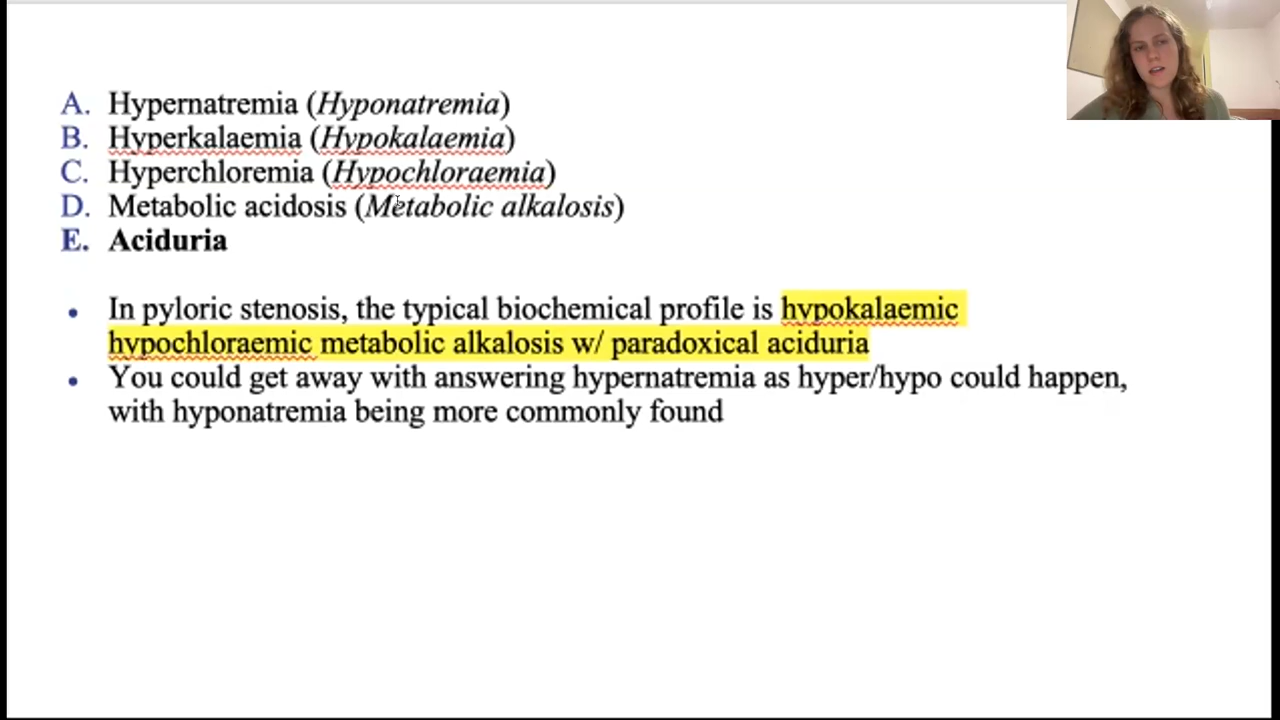 A. Hypernatremia (Hyponatremia)
B. Hyperkalaemia (Hypokalaemia)
C. Hyperchloremia (Hypochloraemia)
D. Metabolic acidosis (Metabolic alkalosis)
E. Aciduria
• In pyloric stenosis, the typical biochemical profile is hypokalaemic
hypochloraemic metabolic alkalosis w/ paradoxical aciduria
• You could get away with answering hypernatremia as hyper/hypo could happen,
with hyponatremia being more commonly found